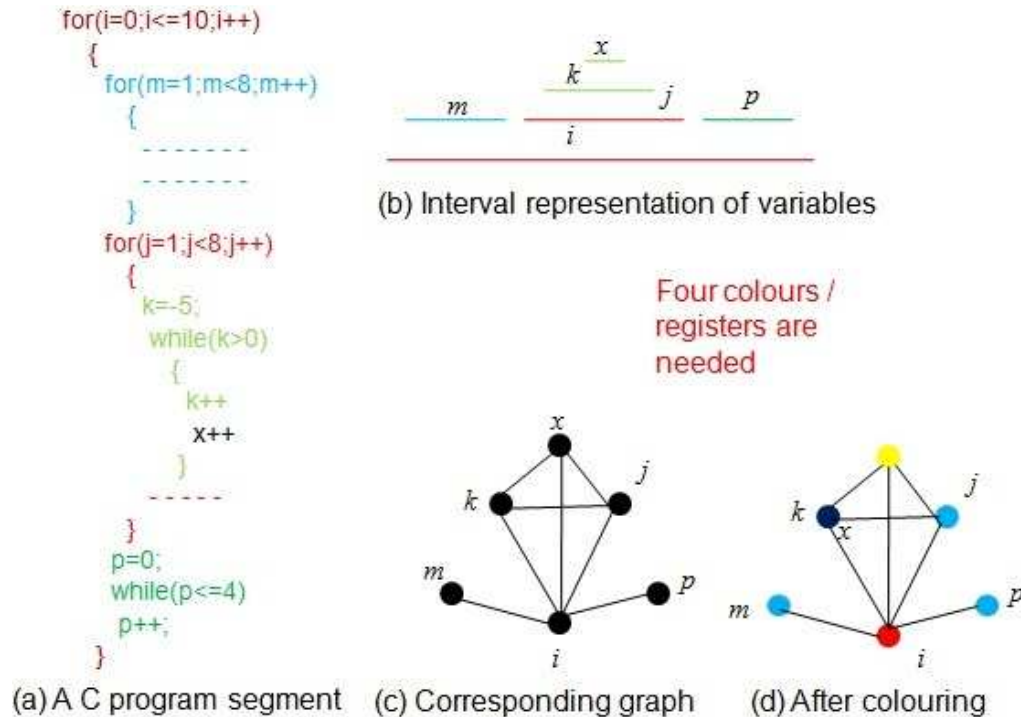 for(i=0;i<=10;i++)
{
for(m=1;m<8;m++)
{
- - - - - - -
- - - - - - -
}
for(j=1;j<8;j++)
{
k=-5;
while(k>0)
{
k++
x++
}
- - - - -
}
p=0;
while(p<=4)
p++;
}
(a) A C program segment
x
k
j
m
p
i
(b) Interval representation of variables
Four colours /
registers are
needed
x
j
k
m
p
i
(c) Corresponding graph
j
k
x
m
p
i
(d) After colouring